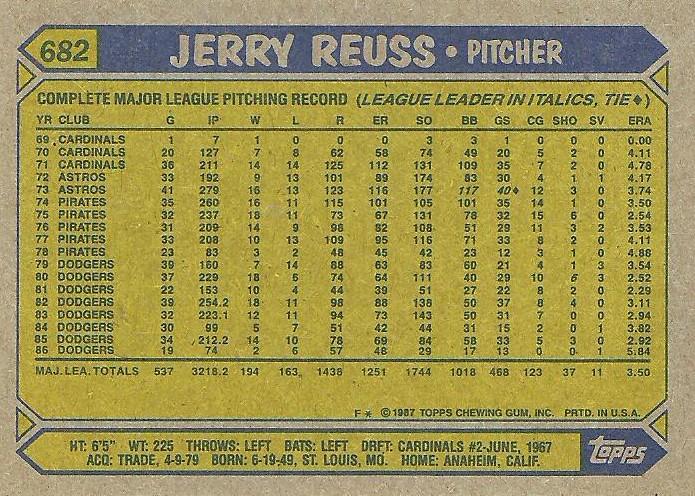 682 JERRY REUSS • PITCHER
COMPLETE MAJOR LEAGUE PITCHING RECORD (LEAGUE LEADER IN ITALICS, TIE♦)
YR CLUB G IP W L R ER SO BB GS CG SHO SV ERA
69 CARDINALS 1 7 1 0 0 0 3 3 1 0 0 0 0.00
70 CARDINALS 20 127 7 8 62 58 74 49 20 5 2 0 4.11
71 CARDINALS 36 211 14 14 125 112 131 109 35 7 2 0 4.78
72 ASTROS 33 192 9 13 101 89 174 83 30 4 1 1 4.17
73 ASTROS 41 279 16 13 123 116 177 117 40♦ 12 3 0 3.74
74 PIRATES 35 260 16 11 115 101 105 101 35 14 1 0 3.50
75 PIRATES 32 237 18 11 73 67 131 78 32 15 6 0 2.54
76 PIRATES 31 209 14 9 98 82 108 51 29 11 3 2 3.53
77 PIRATES 33 208 10 13 109 95 116 71 33 8 2 0 4.11
78 PIRATES 23 83 3 2 48 45 42 23 12 3 1 0 4.88
79 DODGERS 39 160 7 14 88 63 83 60 21 4 1 3 3.54
80 DODGERS 37 229 18 6 74 64 111 40 29 10 6 3 2.52
81 DODGERS 22 153 10 4 44 39 51 27 22 8 2 0 2.29
82 DODGERS 39 254.2 18 11 98 88 138 50 37 8 4 0 3.11
83 DODGERS 32 223.1 12 11 94 73 143 50 31 7 0 0 2.94
84 DODGERS 30 99 5 7 51 42 44 31 15 2 0 1 3.82
85 DODGERS 34 212.2 14 10 78 69 84 58 33 5 3 0 2.92
86 DODGERS 19 74 2 6 57 48 29 17 13 0 0 1 5.84
MAJ. LEA. TOTALS 537 3218.2 194 163 1438 1251 1744 1018 468 123 37 11 3.50
F * © 1987 TOPPS CHEWING GUM, INC. PRTD. IN U.S.A.
HT: 6'5" WT: 225 THROWS: LEFT BATS: LEFT DRFT: CARDINALS #2-JUNE, 1967
ACQ: TRADE, 4-9-79 BORN: 6-19-49, ST. LOUIS, MO. HOME: ANAHEIM, CALIF.
Topps